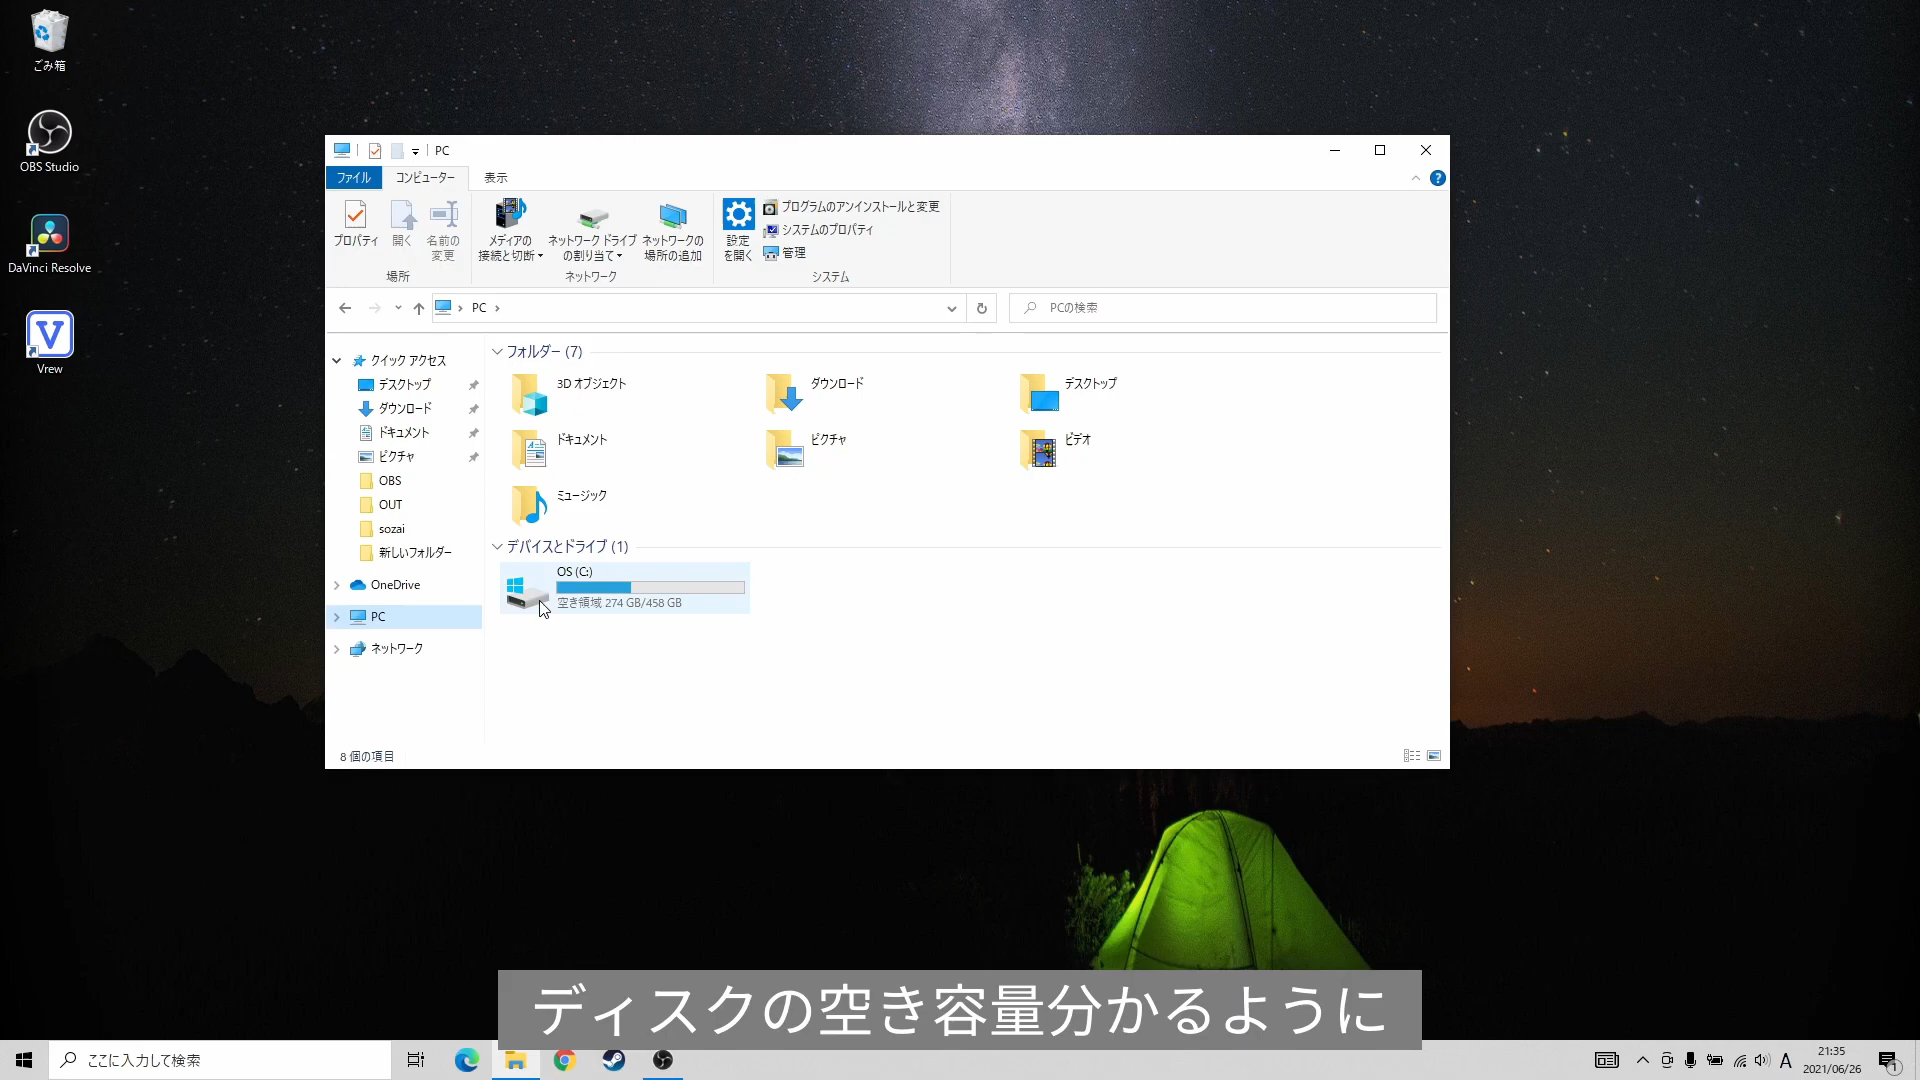 ごみ箱
OBS Studio
DaVinci Resolve
Vrew
PC
ファイル
コンピューター
表示
プロパティ
開く
名前の
変更
場所
メディアの
接続と切断
ネットワーク ドライブ
の割り当て
ネットワークの
場所の追加
ネットワーク
設定
を開く
プログラムのアンインストールと変更
システムのプロパティ
管理
システム
PC
PCの検索
クイック アクセス
デスクトップ
ダウンロード
ドキュメント
ピクチャ
OBS
OUT
sozai
新しいフォルダー
OneDrive
PC
ネットワーク
フォルダー (7)
3D オブジェクト
ダウンロード
デスクトップ
ドキュメント
ピクチャ
ビデオ
ミュージック
デバイスとドライブ (1)
OS (C:)
空き領域 274 GB/458 GB
8 個の項目
ディスクの空き容量分かるように
ここに入力して検索
A
21:35
2021/06/26
1